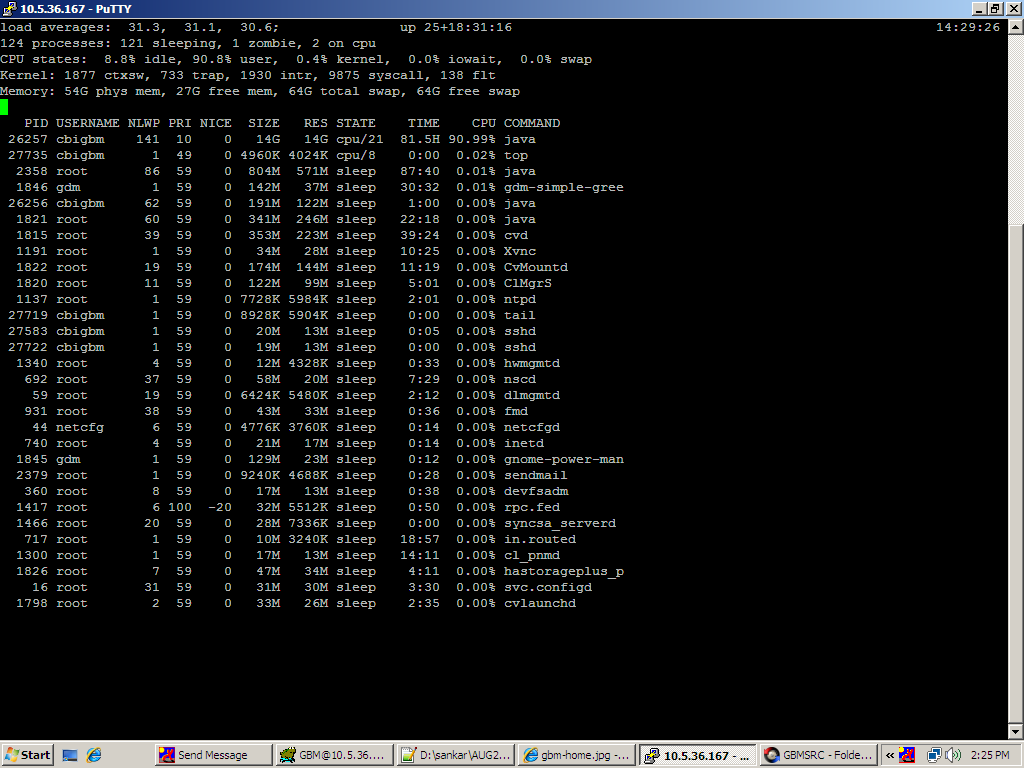 10.5.36.167 - PuTTY
load averages:  31.3,  31.1,  30.6;               up 25+18:31:16                                                     14:29:26
124 processes: 121 sleeping, 1 zombie, 2 on cpu
CPU states:  8.8% idle, 90.8% user,  0.4% kernel,  0.0% iowait,  0.0% swap
Kernel: 1877 ctxsw, 733 trap, 1930 intr, 9875 syscall, 138 flt
Memory: 54G phys mem, 27G free mem, 64G total swap, 64G free swap
   PID USERNAME NLWP PRI NICE  SIZE   RES STATE    TIME    CPU COMMAND
 26257 cbigbm    141  10    0   14G   14G cpu/21  81.5H 90.99% java
 27735 cbigbm      1  49    0 4960K 4024K cpu/8    0:00  0.02% top
  2358 root       86  59    0  804M  571M sleep   87:40  0.01% java
  1846 gdm         1  59    0  142M   37M sleep   30:32  0.01% gdm-simple-gree
 26256 cbigbm     62  59    0  191M  122M sleep    1:00  0.00% java
  1821 root       60  59    0  341M  246M sleep   22:18  0.00% java
  1815 root       39  59    0  353M  223M sleep   39:24  0.00% cvd
  1191 root        1  59    0   34M   28M sleep   10:25  0.00% Xvnc
  1822 root       19  59    0  174M  144M sleep   11:19  0.00% CvMountd
  1820 root       11  59    0  122M   99M sleep    5:01  0.00% ClMgrS
  1137 root        1  59    0 7728K 5984K sleep    2:01  0.00% ntpd
 27719 cbigbm      1  59    0 8928K 5904K sleep    0:00  0.00% tail
 27583 cbigbm      1  59    0   20M   13M sleep    0:05  0.00% sshd
 27722 cbigbm      1  59    0   19M   13M sleep    0:00  0.00% sshd
  1340 root        4  59    0   12M 4328K sleep    0:33  0.00% hwmgmtd
   692 root       37  59    0   58M   20M sleep    7:29  0.00% nscd
    59 root       19  59    0 6424K 5480K sleep    2:12  0.00% dlmgmtd
   931 root       38  59    0   43M   33M sleep    0:36  0.00% fmd
    44 netcfg      6  59    0 4776K 3760K sleep    0:14  0.00% netcfgd
   740 root        4  59    0   21M   17M sleep    0:14  0.00% inetd
  1845 gdm         1  59    0  129M   23M sleep    0:12  0.00% gnome-power-man
  2379 root        1  59    0 9240K 4688K sleep    0:28  0.00% sendmail
   360 root        8  59    0   17M   13M sleep    0:38  0.00% devfsadm
  1417 root        6 100  -20   32M 5512K sleep    0:50  0.00% rpc.fed
  1466 root       20  59    0   28M 7336K sleep    0:00  0.00% syncsa_serverd
   717 root        1  59    0   10M 3240K sleep   18:57  0.00% in.routed
  1300 root        1  59    0   17M   13M sleep   14:11  0.00% cl_pnmd
  1826 root        7  59    0   47M   34M sleep    4:11  0.00% hastorageplus_p
    16 root       31  59    0   31M   30M sleep    3:30  0.00% svc.configd
  1798 root        2  59    0   33M   26M sleep    2:35  0.00% cvlaunchd
Start Send Message GBM@10.5.36.... D:\sankar\AUG2... gbm-home.jpg -... 10.5.36.167 - ... GBMSRC - Folde... « 2:25 PM